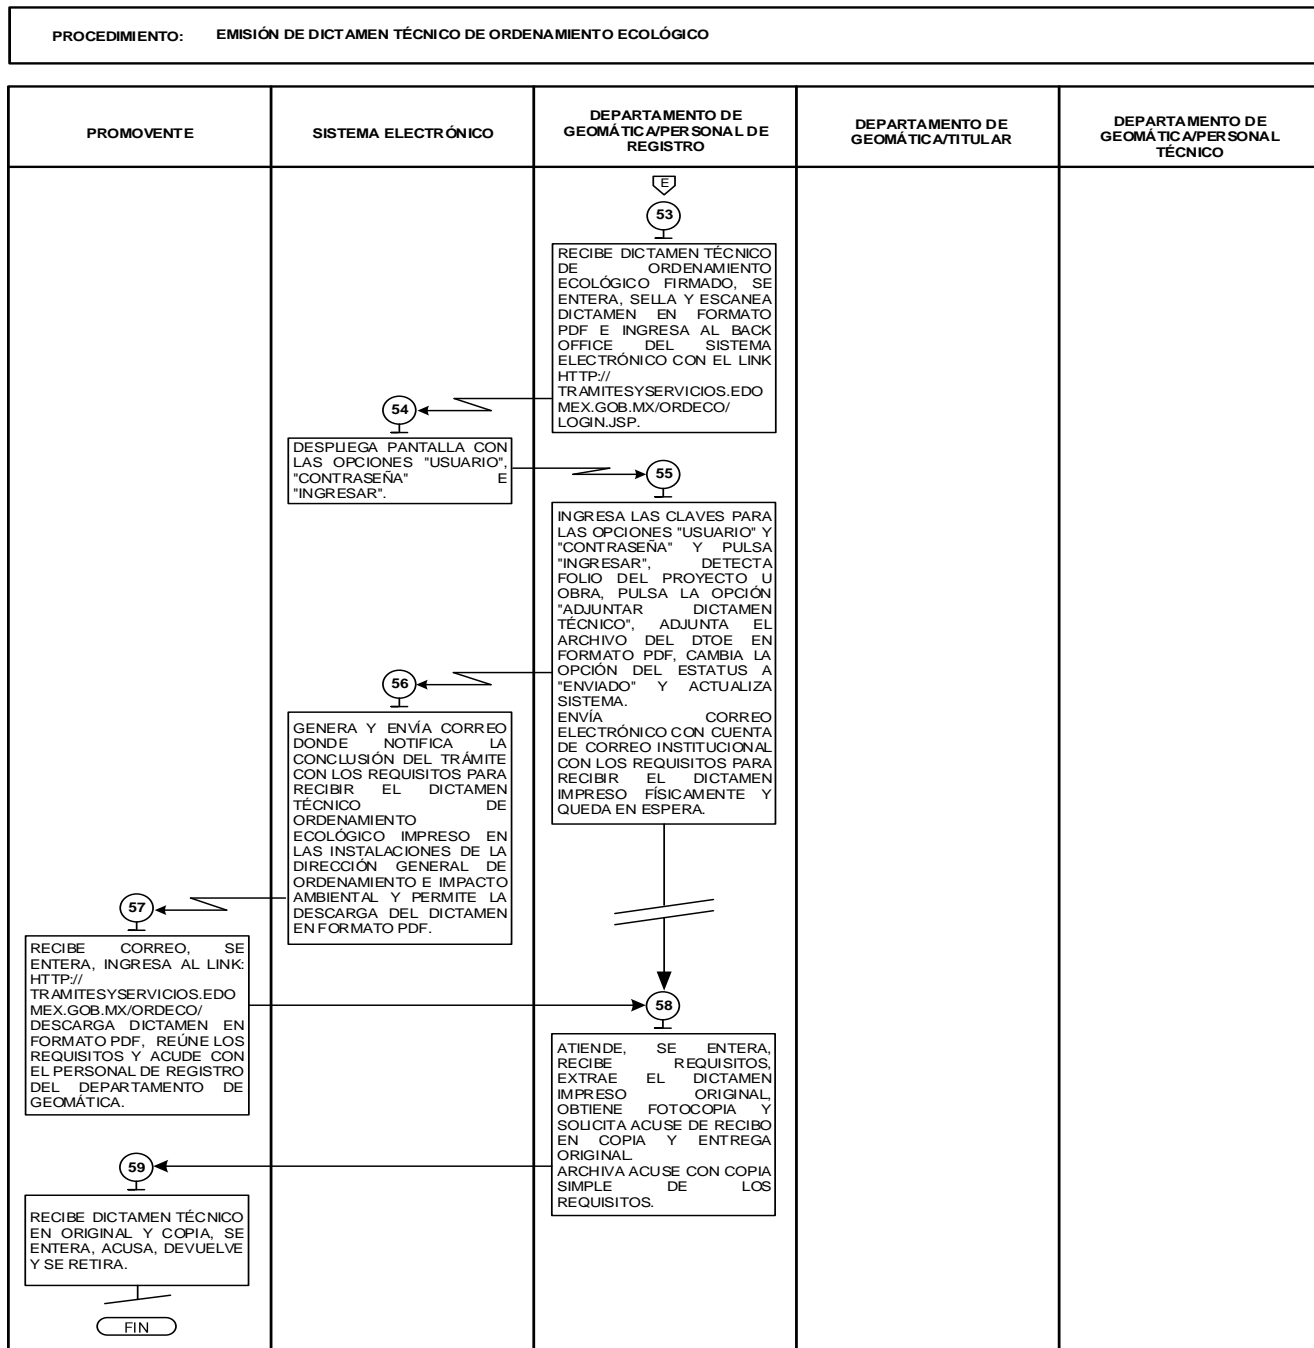 PROCEDIMIENTO: EMISIÓN DE DICTAMEN TÉCNICO DE ORDENAMIENTO ECOLÓGICO
PROMOVENTE
SISTEMA ELECTRÓNICO
DEPARTAMENTO DE
GEOMÁTICA/PERSONAL DE
REGISTRO
DEPARTAMENTO DE
GEOMÁTICA/TITULAR
DEPARTAMENTO DE
GEOMÁTICA/PERSONAL
TÉCNICO
E
53
RECIBE DICTAMEN TÉCNICO
DE ORDENAMIENTO
ECOLÓGICO FIRMADO, SE
ENTERA, SELLA Y ESCANEA
DICTAMEN EN FORMATO
PDF E INGRESA AL BACK
OFFICE DEL SISTEMA
ELECTRÓNICO CON EL LINK
HTTP://
TRAMITESYSERVICIOS.EDO
MEX.GOB.MX/ORDECO/
LOGIN.JSP.
54
DESPLIEGA PANTALLA CON
LAS OPCIONES "USUARIO",
"CONTRASEÑA" E
"INGRESAR".
55
INGRESA LAS CLAVES PARA
LAS OPCIONES "USUARIO" Y
"CONTRASEÑA" Y PULSA
"INGRESAR", DETECTA
FOLIO DEL PROYECTO U
OBRA, PULSA LA OPCIÓN
"ADJUNTAR DICTAMEN
TÉCNICO", ADJUNTA EL
ARCHIVO DEL DTOE EN
FORMATO PDF, CAMBIA LA
OPCIÓN DEL ESTATUS A
"ENVIADO" Y ACTUALIZA
SISTEMA.
ENVÍA CORREO
ELECTRÓNICO CON CUENTA
DE CORREO INSTITUCIONAL
CON LOS REQUISITOS PARA
RECIBIR EL DICTAMEN
IMPRESO FÍSICAMENTE Y
QUEDA EN ESPERA.
56
GENERA Y ENVÍA CORREO
DONDE NOTIFICA LA
CONCLUSIÓN DEL TRÁMITE
CON LOS REQUISITOS PARA
RECIBIR EL DICTAMEN
TÉCNICO DE
ORDENAMIENTO
ECOLÓGICO IMPRESO EN
LAS INSTALACIONES DE LA
DIRECCIÓN GENERAL DE
ORDENAMIENTO E IMPACTO
AMBIENTAL Y PERMITE LA
DESCARGA DEL DICTAMEN
EN FORMATO PDF.
57
RECIBE CORREO, SE
ENTERA, INGRESA AL LINK:
HTTP://
TRAMITESYSERVICIOS.EDO
MEX.GOB.MX/ORDECO/
DESCARGA DICTAMEN EN
FORMATO PDF, REÚNE LOS
REQUISITOS Y ACUDE CON
EL PERSONAL DE REGISTRO
DEL DEPARTAMENTO DE
GEOMÁTICA.
58
ATIENDE, SE ENTERA,
RECIBE REQUISITOS,
EXTRAE EL DICTAMEN
IMPRESO ORIGINAL,
OBTIENE FOTOCOPIA Y
SOLICITA ACUSE DE RECIBO
EN COPIA Y ENTREGA
ORIGINAL.
ARCHIVA ACUSE CON COPIA
SIMPLE DE LOS
REQUISITOS.
59
RECIBE DICTAMEN TÉCNICO
EN ORIGINAL Y COPIA, SE
ENTERA, ACUSA, DEVUELVE
Y SE RETIRA.
FIN